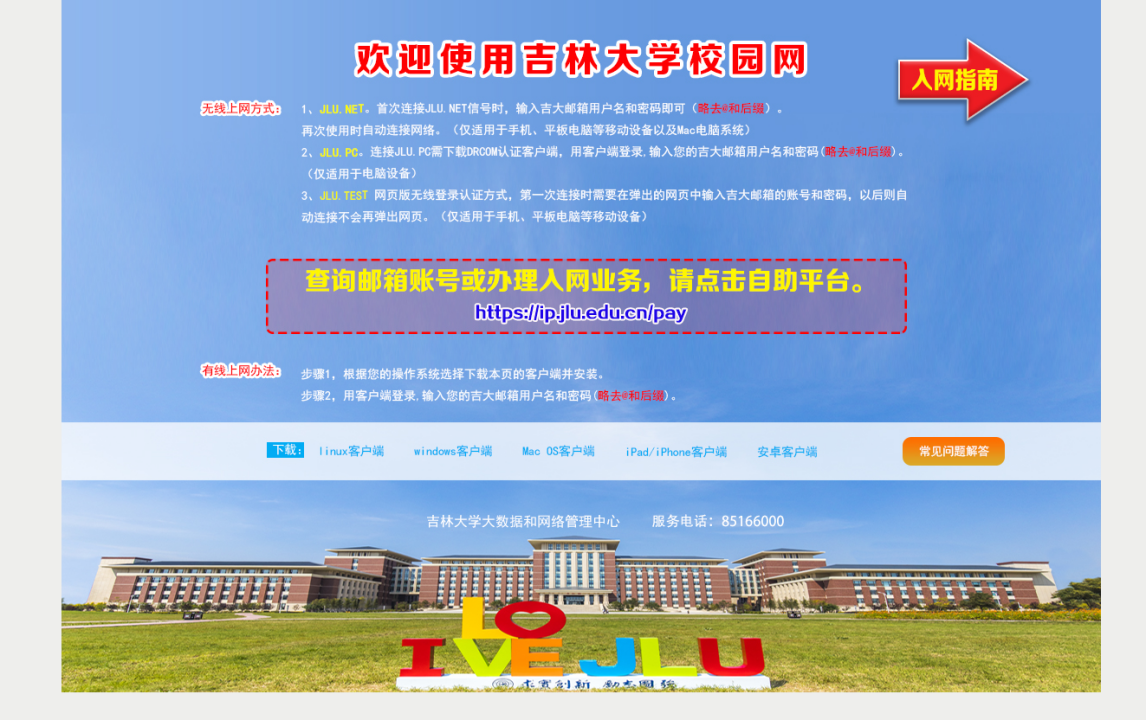 欢迎使用吉林大学校园网
入网指南
无线上网方式:
1、JLU.NET。首次连接JLU.NET信号时, 输入吉大邮箱用户名和密码即可 (略去@和后缀) 。
再次使用时自动连接网络。 (仅适用于手机、平板电脑等移动设备以及Mac电脑系统)
2、JLU.PC。连接JLU.PC需下载DRCOM认证客户端, 用客户端登录,输入您的吉大邮箱用户名和密码(略去@和后缀)。
(仅适用于电脑设备)
3、JLU.TEST 网页版无线登录认证方式, 第一次连接时需要在弹出的网页中输入吉大邮箱的账号和密码, 以后则自
动连接不会再弹出网页。 (仅适用于手机、平板电脑等移动设备)
查询邮箱账号或办理入网业务, 请点击自助平台。
https://ip.jlu.edu.cn/pay
有线上网办法:
步骤1, 根据您的操作系统选择下载本页的客户端并安装。
步骤2, 用客户端登录,输入您的吉大邮箱用户名和密码(略去@和后缀)。
下载: linux客户端 windows客户端 Mac OS客户端 iPad/iPhone客户端 安卓客户端 常见问题解答
吉林大学大数据和网络管理中心 服务电话: 85166000
LO
I VE JLU
求实创新 励志图强